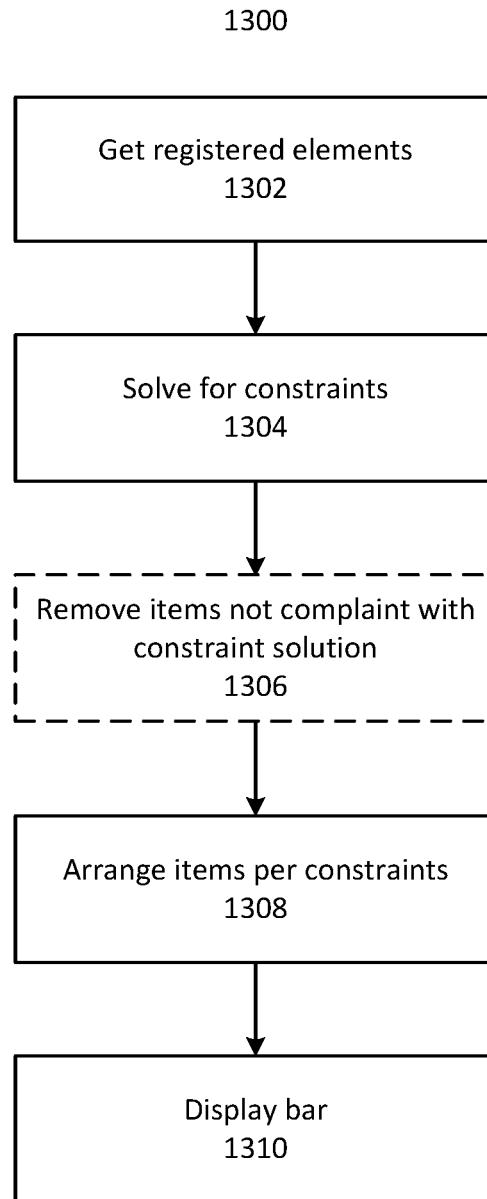 1300
Get registered elements
1302
Solve for constraints
1304
Remove items not complaint with
constraint solution
1306
Arrange items per constraints
1308
Display bar
1310